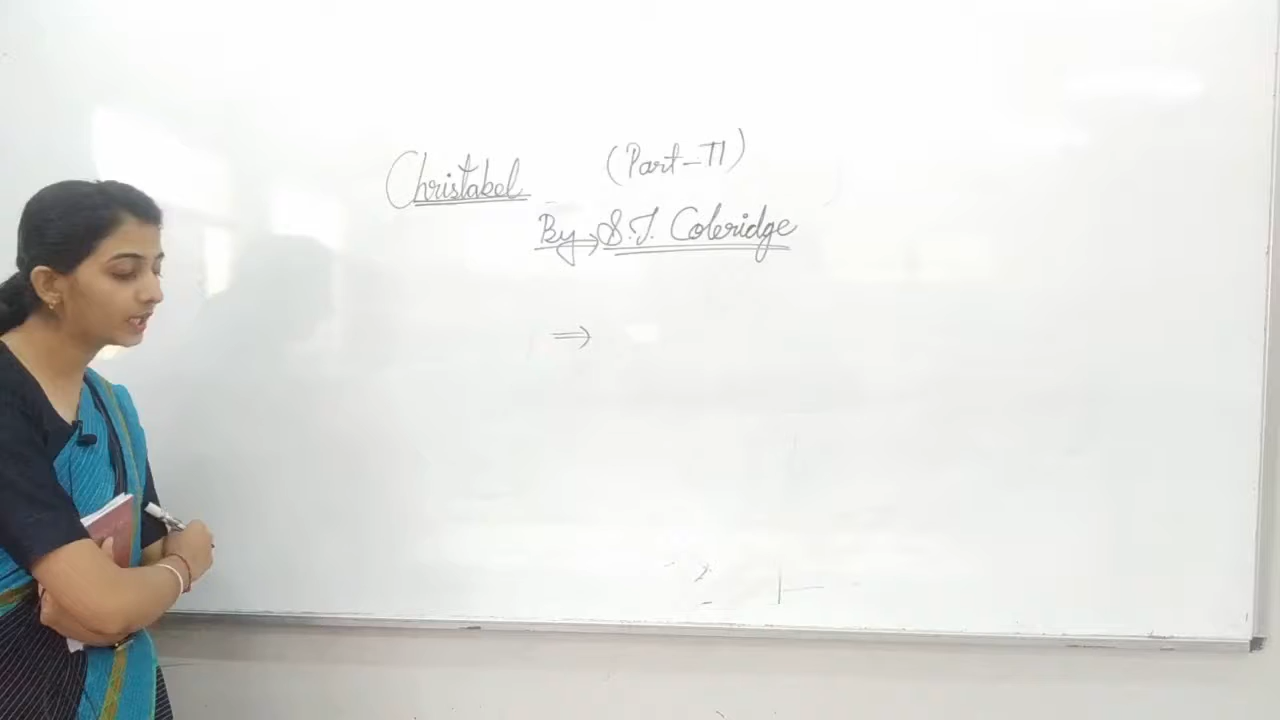 Christabel (Part-II)
By → S.T. Coleridge
⇒